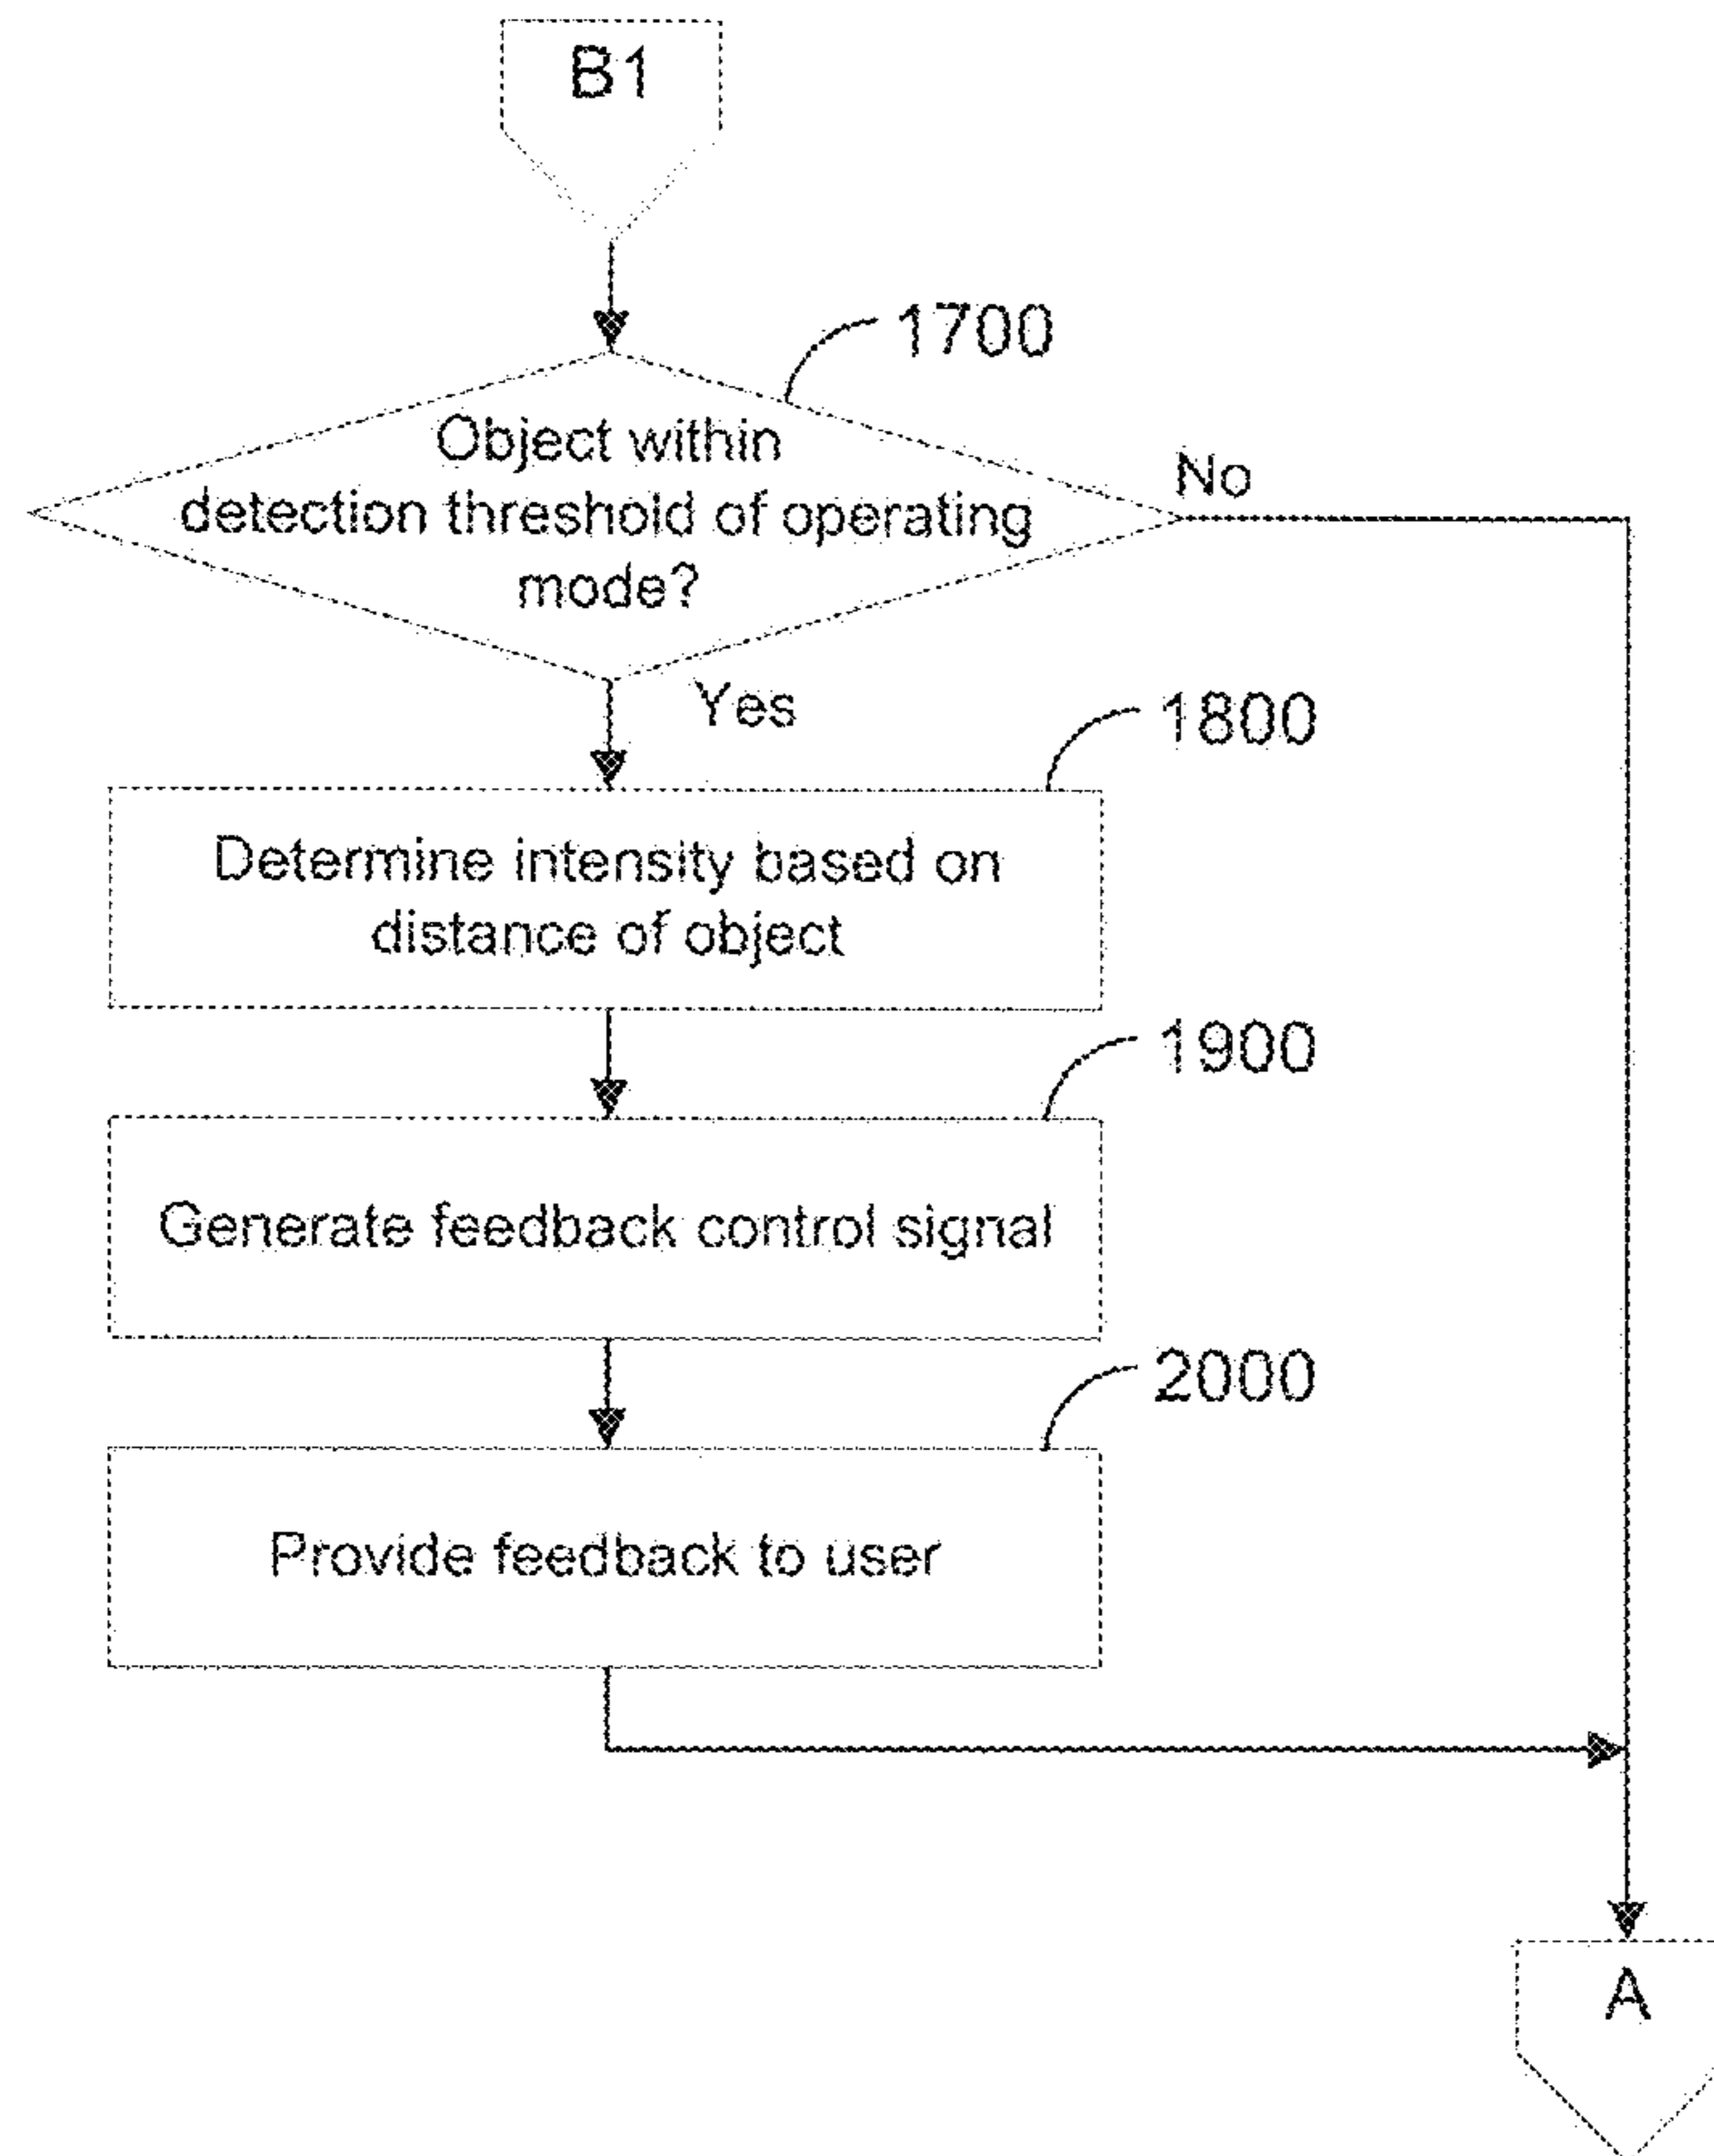 B1
1700
Object within
detection threshold of operating
mode?
No
Yes
1800
Determine intensity based on
distance of object
1900
Generate feedback control signal
2000
Provide feedback to user
A